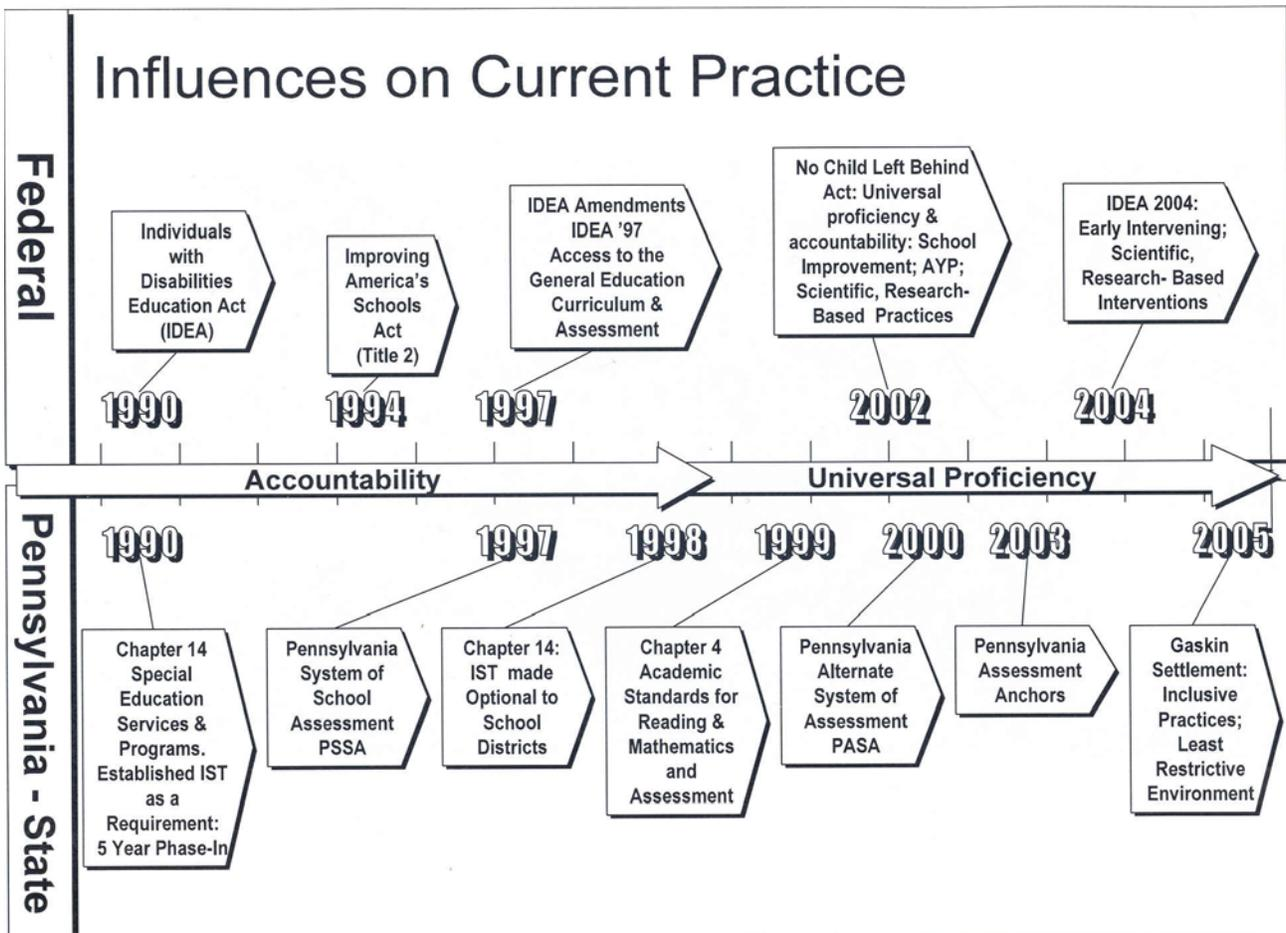 Influences on Current Practice
Federal
Individuals
with
Disabilities
Education Act
(IDEA)
Improving
America's
Schools
Act
(Title 2)
IDEA Amendments
IDEA '97
Access to the
General Education
Curriculum &
Assessment
No Child Left Behind
Act: Universal
proficiency &
accountability: School
Improvement; AYP;
Scientific, Research-
Based Practices
IDEA 2004:
Early Intervening;
Scientific,
Research- Based
Interventions
1990
1994
1997
2002
2004
Accountability
Universal Proficiency
Pennsylvania - State
1990
1997
1998
1999
2000
2003
2005
Chapter 14
Special
Education
Services &
Programs.
Established IST
as a
Requirement:
5 Year Phase-In
Pennsylvania
System of
School
Assessment
PSSA
Chapter 14:
IST made
Optional to
School
Districts
Chapter 4
Academic
Standards for
Reading &
Mathematics
and
Assessment
Pennsylvania
Alternate
System of
Assessment
PASA
Pennsylvania
Assessment
Anchors
Gaskin
Settlement:
Inclusive
Practices;
Least
Restrictive
Environment